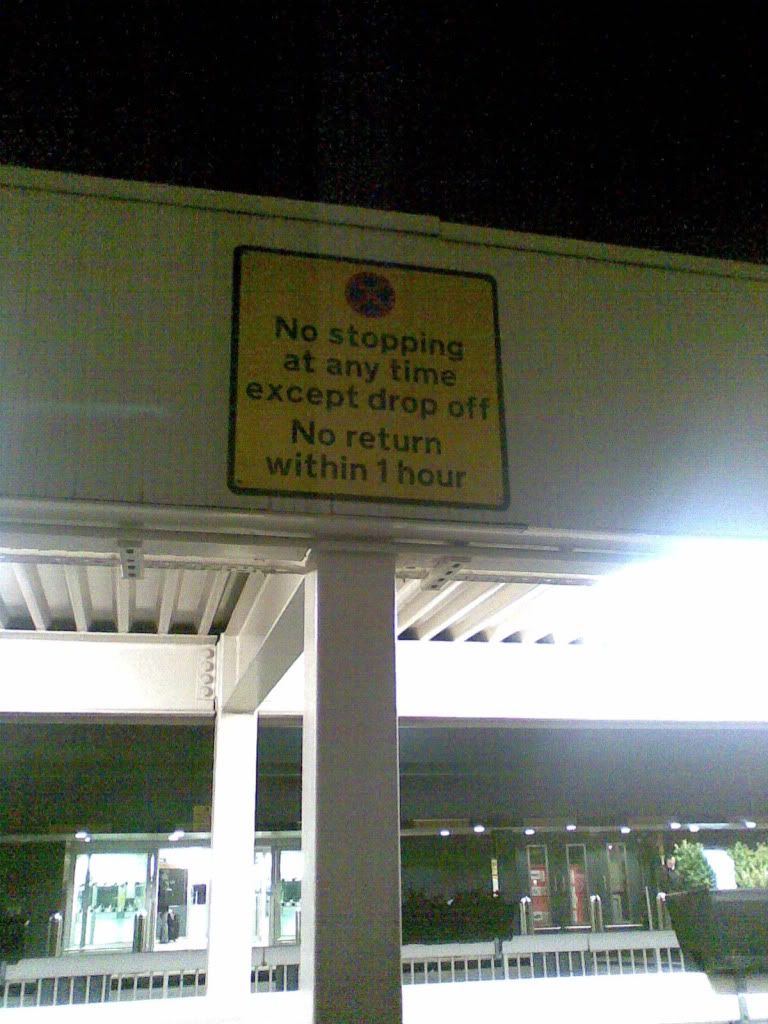 No stopping
at any time
except drop off
No return
within 1 hour